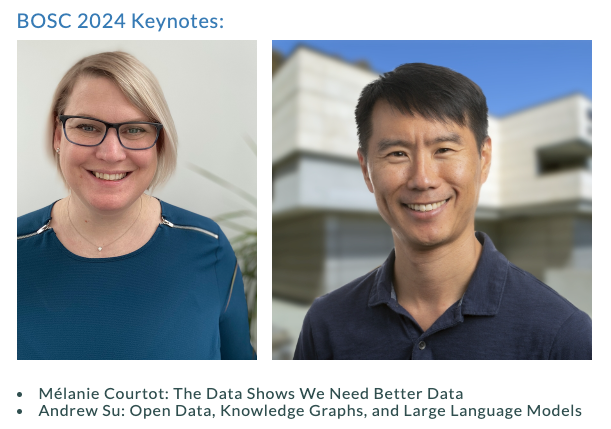 BOSC 2024 Keynotes:
Mélanie Courtot: The Data Shows We Need Better Data
Andrew Su: Open Data, Knowledge Graphs, and Large Language Models